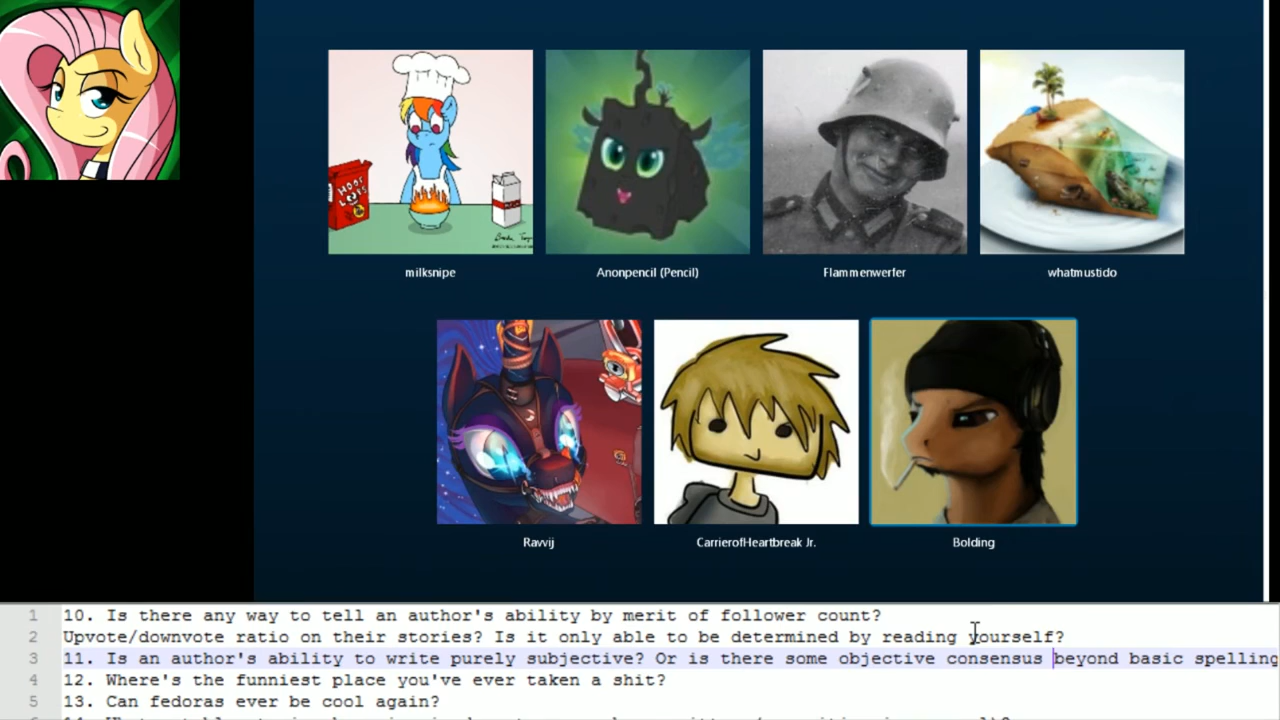 milksnipe
Anonpencil (Pencil)
Flammenwerfer
whatmustido
Ravvij
CarrierofHeartbreak Jr.
Bolding
1 10. Is there any way to tell an author's ability by merit of follower count?
2 Upvote/downvote ratio on their stories? Is it only able to be determined by reading yourself?
3 11. Is an author's ability to write purely subjective? Or is there some objective consensus beyond basic spelling
4 12. Where's the funniest place you've ever taken a shit?
5 13. Can fedoras ever be cool again?